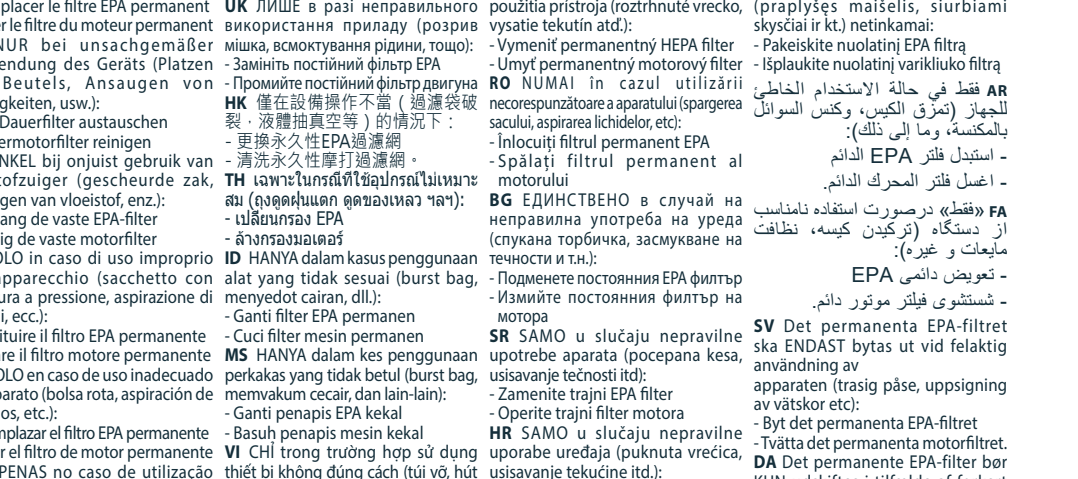 placer le filtre EPA permanent
r le filtre du moteur permanent
NUR bei unsachgemäßer
endung des Geräts (Platzen
Beutels, Ansaugen von
gkeiten, usw.):
Dauerfilter austauschen
ermotorfilter reinigen
NKEL bij onjuist gebruik van
tofzuiger (gescheurde zak,
gen van vloeistof, enz.):
ang de vaste EPA-filter
ig de vaste motorfilter
OLO in caso di uso improprio
apparecchio (sacchetto con
ura a pressione, aspirazione di
i, ecc.):
ituire il filtro EPA permanente
re il filtro motore permanente
OLO en caso de uso inadecuado
parato (bolsa rota, aspiración de
os, etc.):
mplazar el filtro EPA permanente
r el filtro de motor permanente
PENAS no caso de utilização
UK ЛИШЕ в разі неправильного
використання приладу (розрив
мішка, всмоктування рідини, тощо):
- Замініть постійний фільтр EPA
- Промийте постійний фільтр двигуна
HK 僅在設備操作不當 ( 過濾袋破
裂、液體抽真空等 ) 的情況下：
- 更換永久性EPA過濾網
- 清洗永久性摩打過濾網。
TH เฉพาะในกรณีที่ใช้อุปกรณ์ไม่เหมาะ
สม (ถุงดูดฝุ่นแตก ดูดของเหลว ฯลฯ):
- เปลี่ยนกรอง EPA
- ล้างกรองมอเตอร์
ID HANYA dalam kasus penggunaan
alat yang tidak sesuai (burst bag,
menyedot cairan, dll.):
- Ganti filter EPA permanen
- Cuci filter mesin permanen
MS HANYA dalam kes penggunaan
perkakas yang tidak betul (burst bag,
memvakum cecair, dan lain-lain):
- Ganti penapis EPA kekal
- Basuh penapis mesin kekal
VI CHỈ trong trường hợp sử dụng
thiết bị không đúng cách (túi vỡ, hút
použitia prístroja (roztrhnuté vrecko,
vysatie tekutín atď.):
- Vymeniť permanentný HEPA filter
- Umyť permanentný motorový filter
RO NUMAI în cazul utilizării
necorespunzătoare a aparatului (spargerea
sacului, aspirarea lichidelor, etc):
- Înlocuiți filtrul permanent EPA
- Spălați filtrul permanent al
motorului
BG ЕДИНСТВЕНО в случай на
неправилна употреба на уреда
(спукана торбичка, засмукване на
течности и т.н.):
- Подменете постоянния EPA филтър
- Измийте постоянния филтър на
мотора
SR SAMO u slučaju nepravilne
upotrebe aparata (pocepana kesa,
usisavanje tečnosti itd):
- Zamenite trajni EPA filter
- Operite trajni filter motora
HR SAMO u slučaju nepravilne
uporabe uređaja (puknuta vrećica,
usisavanje tekućine itd.):
(praplyšęs maišelis, siurbiami
skysčiai ir kt.) netinkamai:
- Pakeiskite nuolatinį EPA filtrą
- Išplaukite nuolatinį varikliuko filtrą
AR فقط في حالة الاستخدام الخاطئ
للجهاز (تمزق الكيس، وكنس السوائل
بالمكنسة، وما إلى ذلك):
- استبدل فلتر EPA الدائم
- اغسل فلتر المحرك الدائم.
FA «فقط» درصورت استفاده نامناسب
از دستگاه (ترکیدن کیسه، نظافت
مایعات و غیره):
- تعویض دائمی EPA
- شستشوی فیلتر موتور دائم.
SV Det permanenta EPA-filtret
ska ENDAST bytas ut vid felaktig
användning av
apparaten (trasig påse, uppsigning
av vätskor etc):
- Byt det permanenta EPA-filtret
- Tvätta det permanenta motorfiltret.
DA Det permanente EPA-filter bør